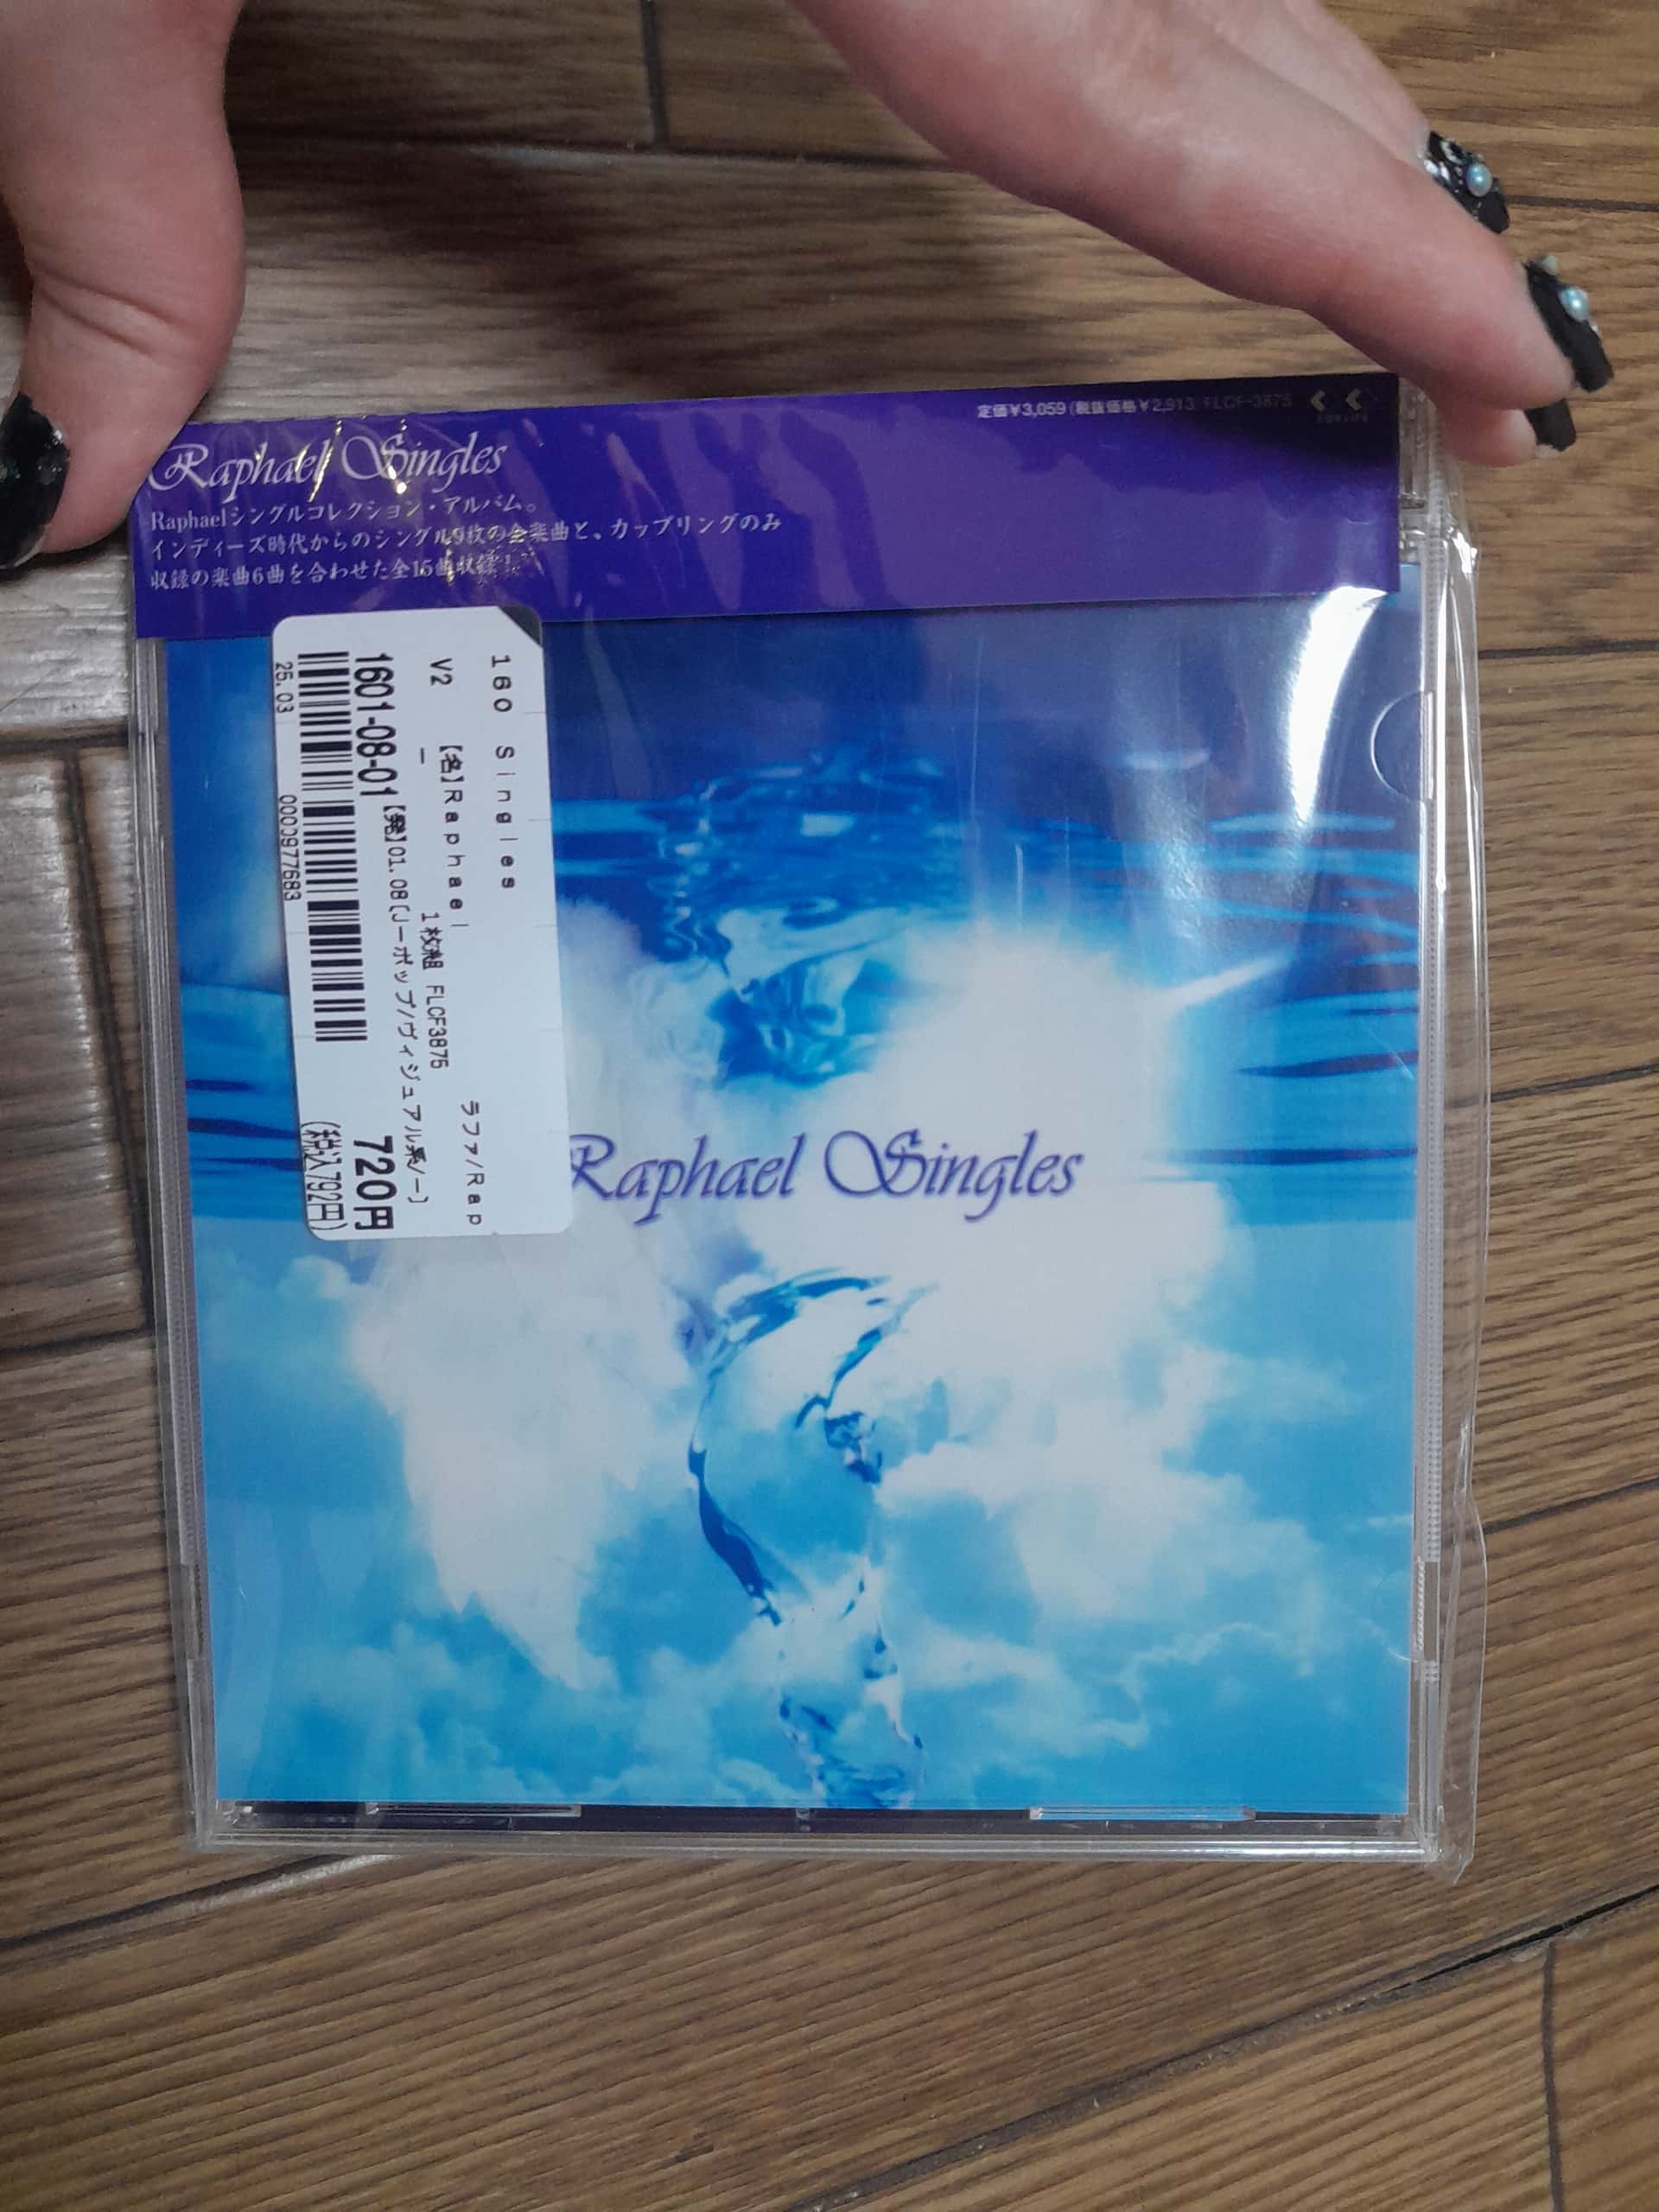 定価￥3,059(税抜価格￥2,913) FLCF-3875
FOR LIFE
Raphael Singles
Raphaelシングルコレクション・アルバム。
インディーズ時代からのシングル9枚の全楽曲と、カップリングのみ
収録の楽曲6曲を合わせた全15曲収録！
160 Singles
ラファ/Rap
V2 【名】Raphael
－ 1枚組 FLCF3875
【発】01.08〔J－ポップ/ヴィジュアル系/－〕
1601-08-01 720円
(税込792円)
25.03 0000977683
Raphael Singles